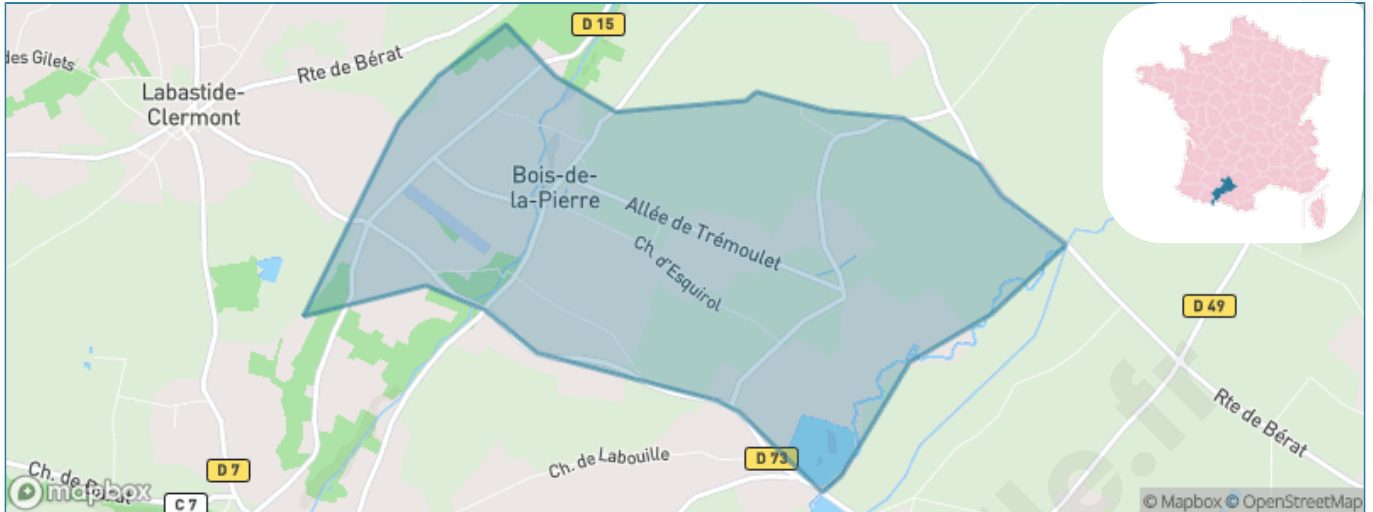 D 15
des Gilets
Rte de Bérat
Labastide-
Clermont
Bois-de-
la-Pierre
Allée de Trémoulet
Ch. d'Esquirol
D 49
Rte de Bérat
Ch. de Labouille
D 73
D 7
C 7
mapbox
© Mapbox © OpenStreetMap